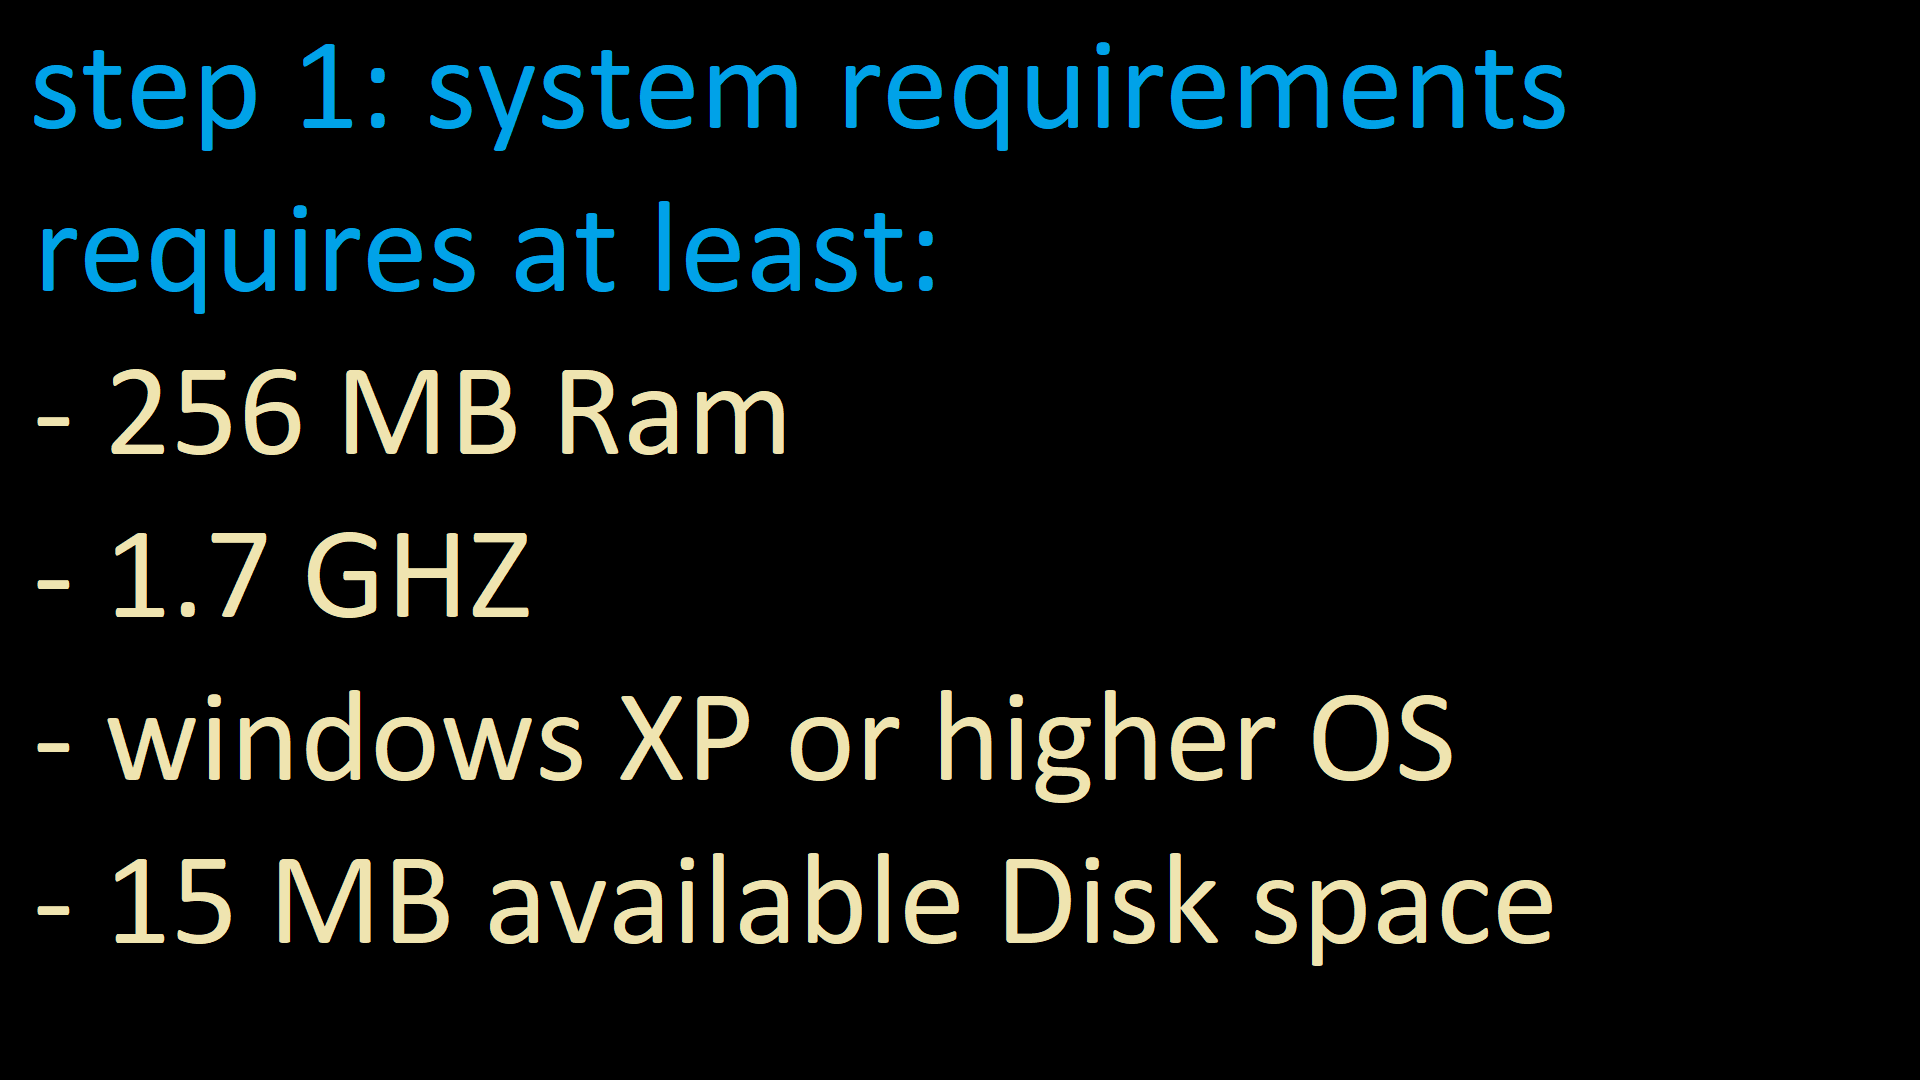 step 1: system requirements
requires at least:
- 256 MB Ram
- 1.7 GHZ
- windows XP or higher OS
- 15 MB available Disk space